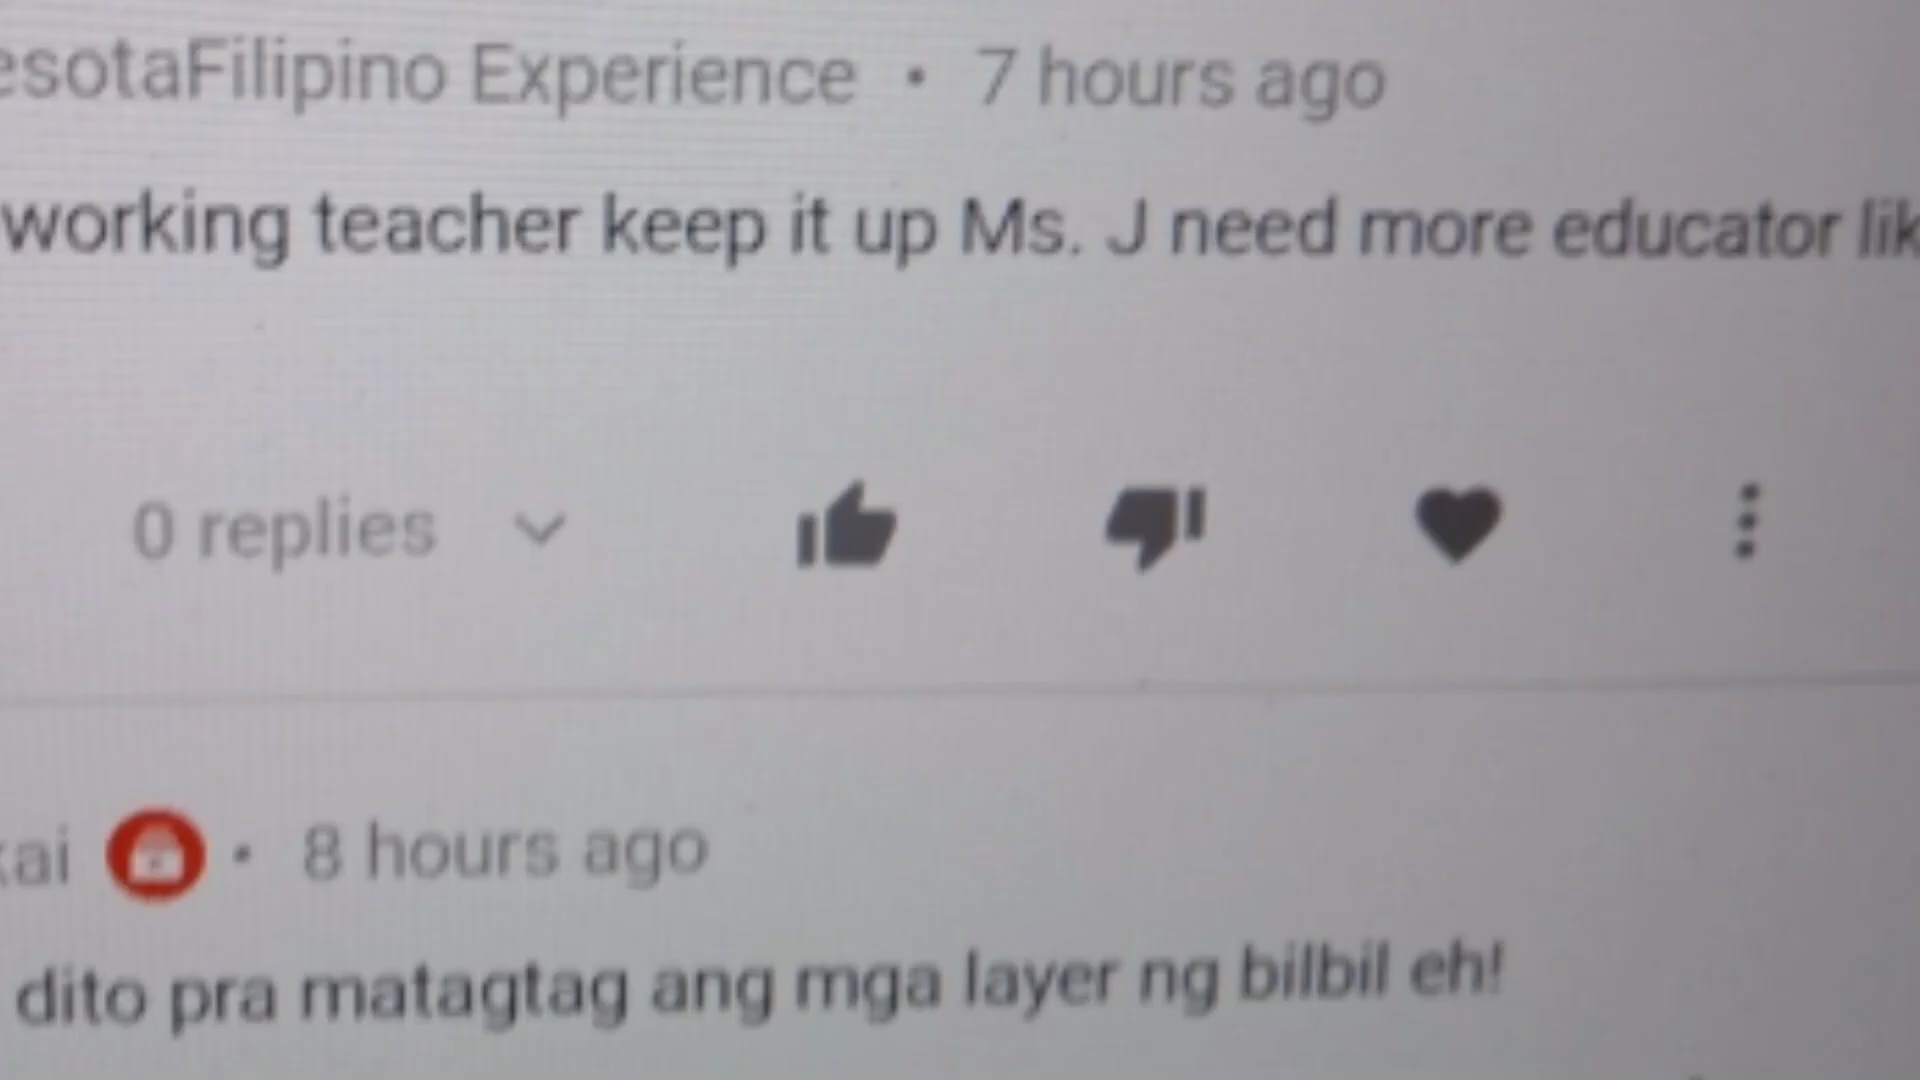 esotaFilipino Experience • 7 hours ago
working teacher keep it up Ms. J need more educator lik
0 replies
kai • 8 hours ago
dito pra matagtag ang mga layer ng bilbil eh!